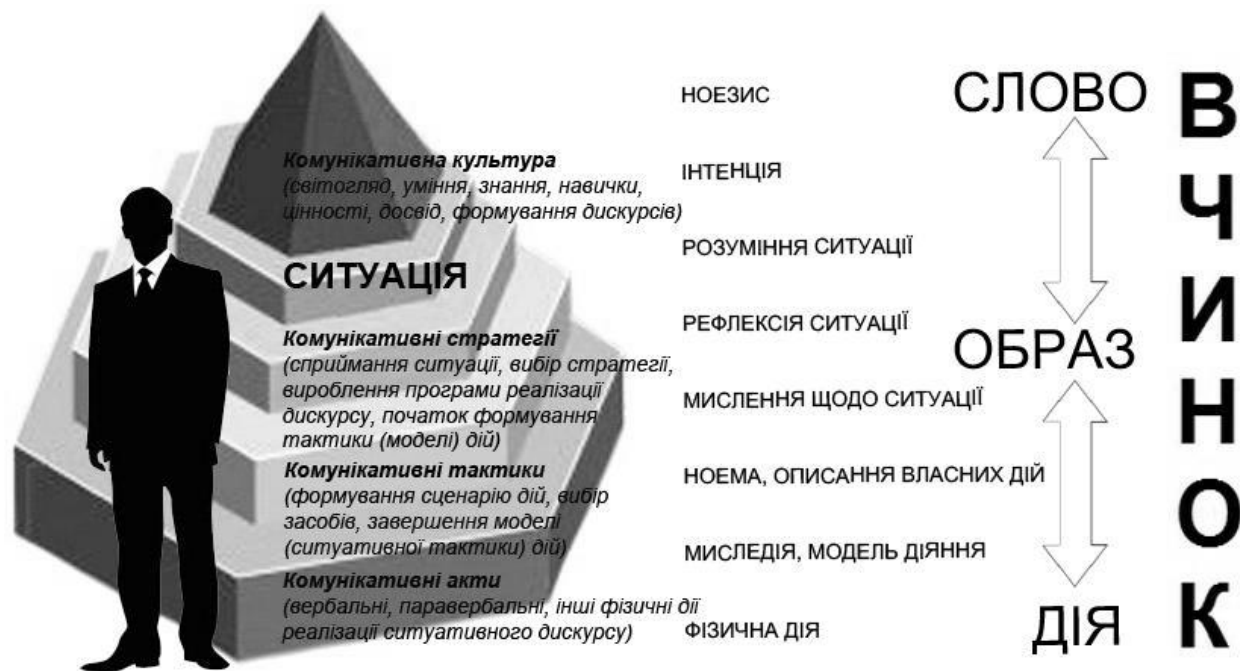 Комунікативна культура
(світогляд, уміння, знання, навички,
цінності, досвід, формування дискурсів)
СИТУАЦІЯ
Комунікативні стратегії
(сприймання ситуації, вибір стратегії,
вироблення програми реалізації
дискурсу, початок формування
тактики (моделі) дій)
Комунікативні тактики
(формування сценарію дій, вибір
засобів, завершення моделі
(ситуативної тактики) дій)
Комунікативні акти
(вербальні, паравербальні, інші фізичні дії
реалізації ситуативного дискурсу)
НОЕЗИС
ІНТЕНЦІЯ
РОЗУМІННЯ СИТУАЦІЇ
РЕФЛЕКСІЯ СИТУАЦІЇ
МИСЛЕННЯ ЩОДО СИТУАЦІЇ
НОЕМА, ОПИСАННЯ ВЛАСНИХ ДІЙ
МИСЛЕДІЯ, МОДЕЛЬ ДІЯННЯ
ФІЗИЧНА ДІЯ
СЛОВО
ОБРАЗ
ДІЯ
ВЧИНОК